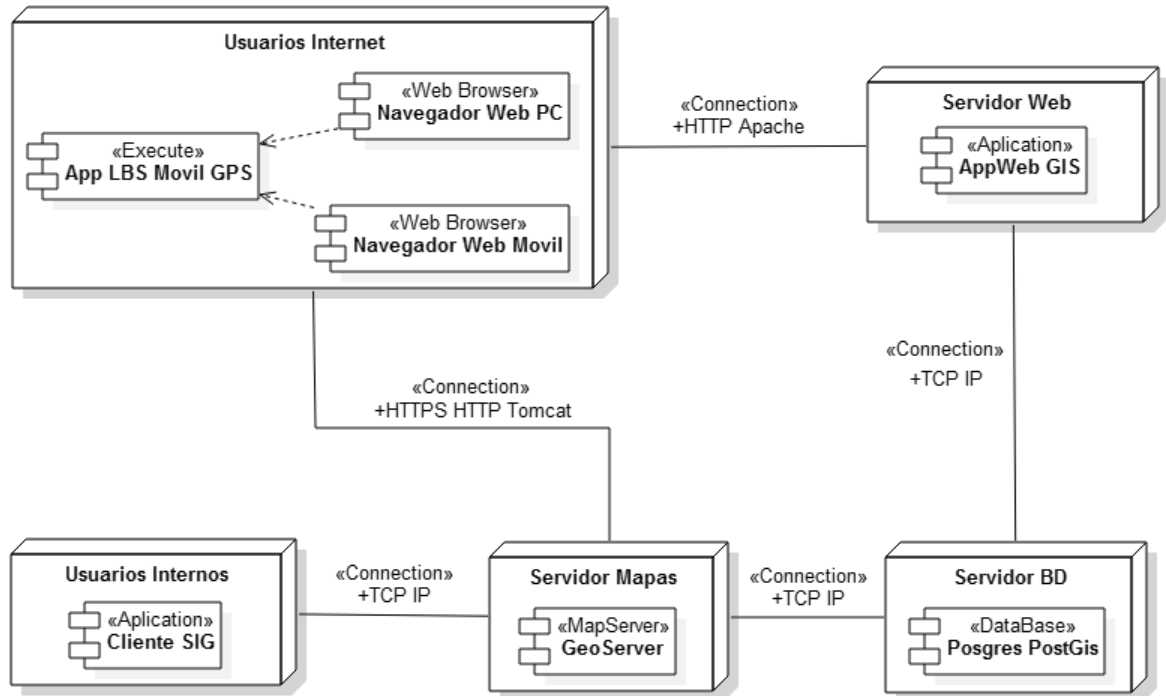 Usuarios Internet
«Web Browser»
Navegador Web PC
«Execute»
App LBS Movil GPS
«Web Browser»
Navegador Web Movil
«Connection»
+HTTP Apache
Servidor Web
«Aplication»
AppWeb GIS
«Connection»
+TCP IP
«Connection»
+HTTPS HTTP Tomcat
Usuarios Internos
«Aplication»
Cliente SIG
«Connection»
+TCP IP
Servidor Mapas
«MapServer»
GeoServer
«Connection»
+TCP IP
Servidor BD
«DataBase»
Posgres PostGis